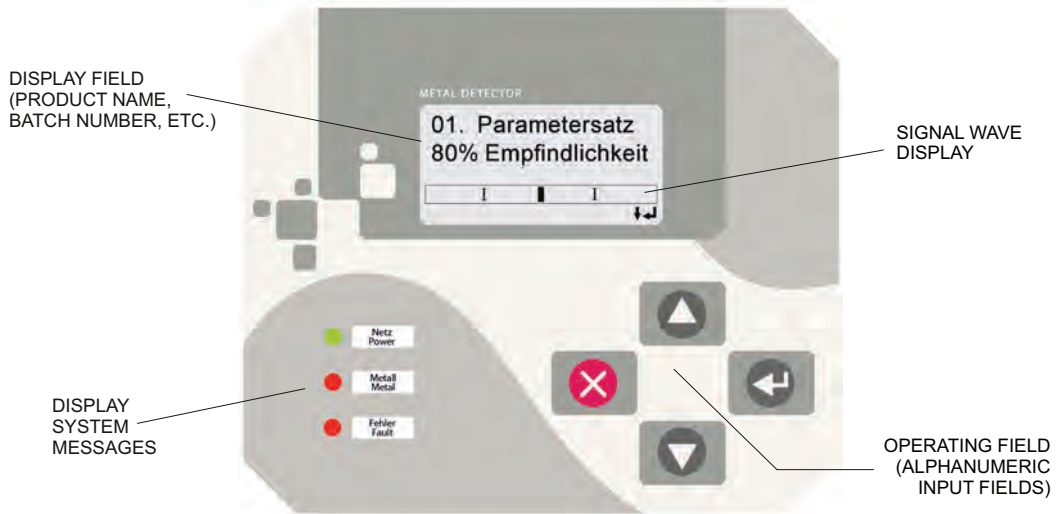 DISPLAY FIELD
(PRODUCT NAME,
BATCH NUMBER, ETC.)
METAL DETECTOR
01. Parametersatz
80% Empfindlichkeit
I I
SIGNAL WAVE
DISPLAY
Netz
Power
Metall
Metal
Fehler
Fault
DISPLAY
SYSTEM
MESSAGES
OPERATING FIELD
(ALPHANUMERIC
INPUT FIELDS)